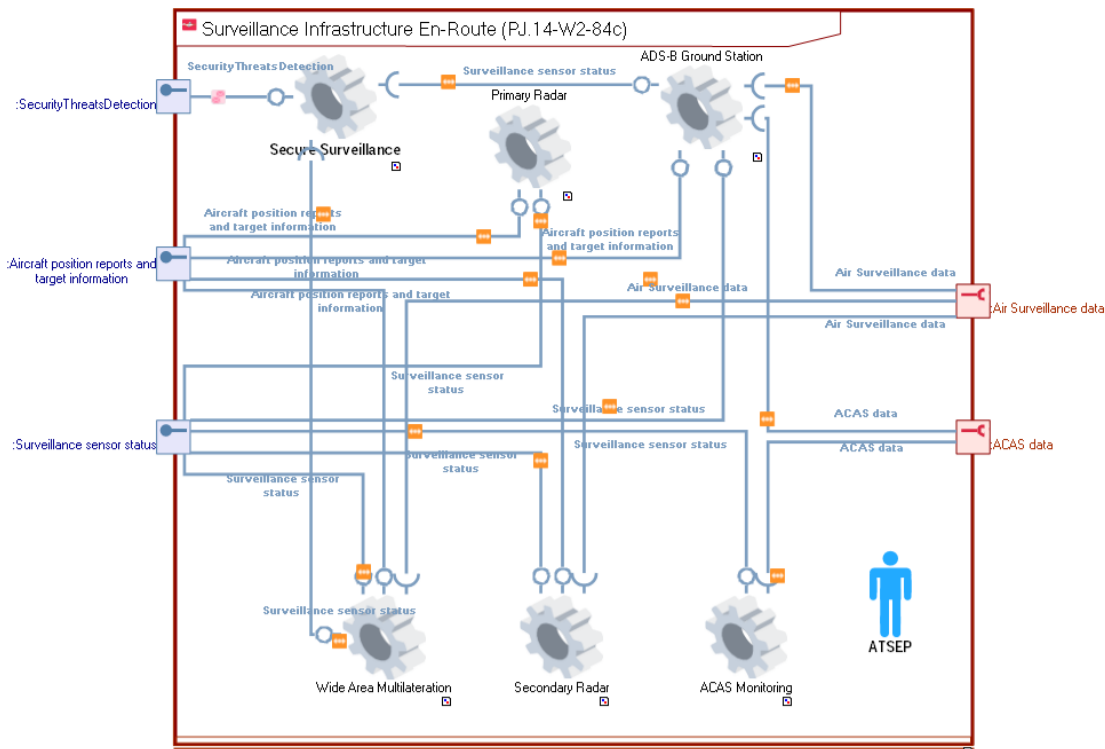 Surveillance Infrastructure En-Route (PJ.14-W2-84c)
ADS-B Ground Station
SecurityThreatsDetection
Surveillance sensor status
Primary Radar
:SecurityThreatsDetection
Secure Surveillance
Aircraft position reports
and target information
Aircraft position reports
and target information
:Aircraft position reports and
target information
Aircraft position reports and target
information
Air Surveillance data
Air Surveillance data
Aircraft position reports and target
information
:Air Surveillance data
Air Surveillance data
Surveillance sensor
status
Surveillance sensor status
ACAS data
:Surveillance sensor status
Surveillance sensor status
ACAS data
:ACAS data
Surveillance sensor
status
Surveillance sensor
status
Surveillance sensor status
ATSEP
Wide Area Multilateration
Secondary Radar
ACAS Monitoring